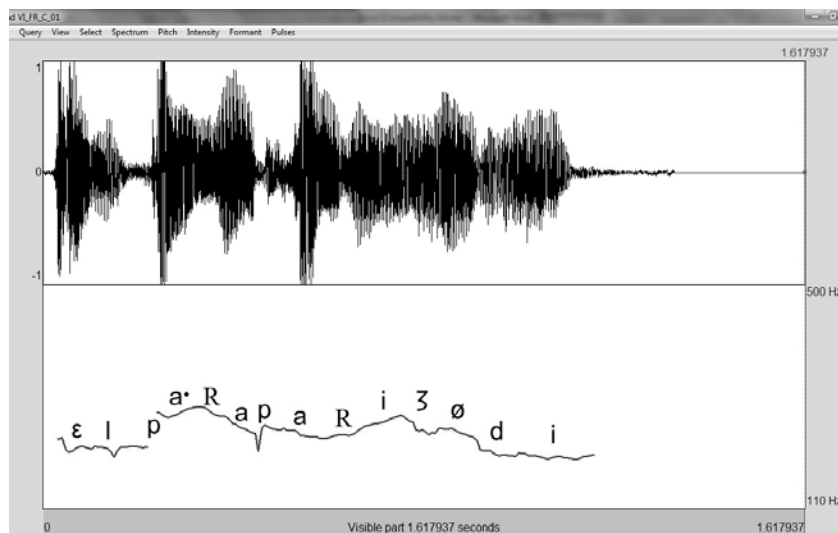 VI_FR_C_01
Query View Select Spectrum Pitch Intensity Formant Pulses
1.617937
1
0
-1
500 Hz
ɛ l p a· R a p a R i ʒ ø d i
110 Hz
0 Visible part 1.617937 seconds 1.617937